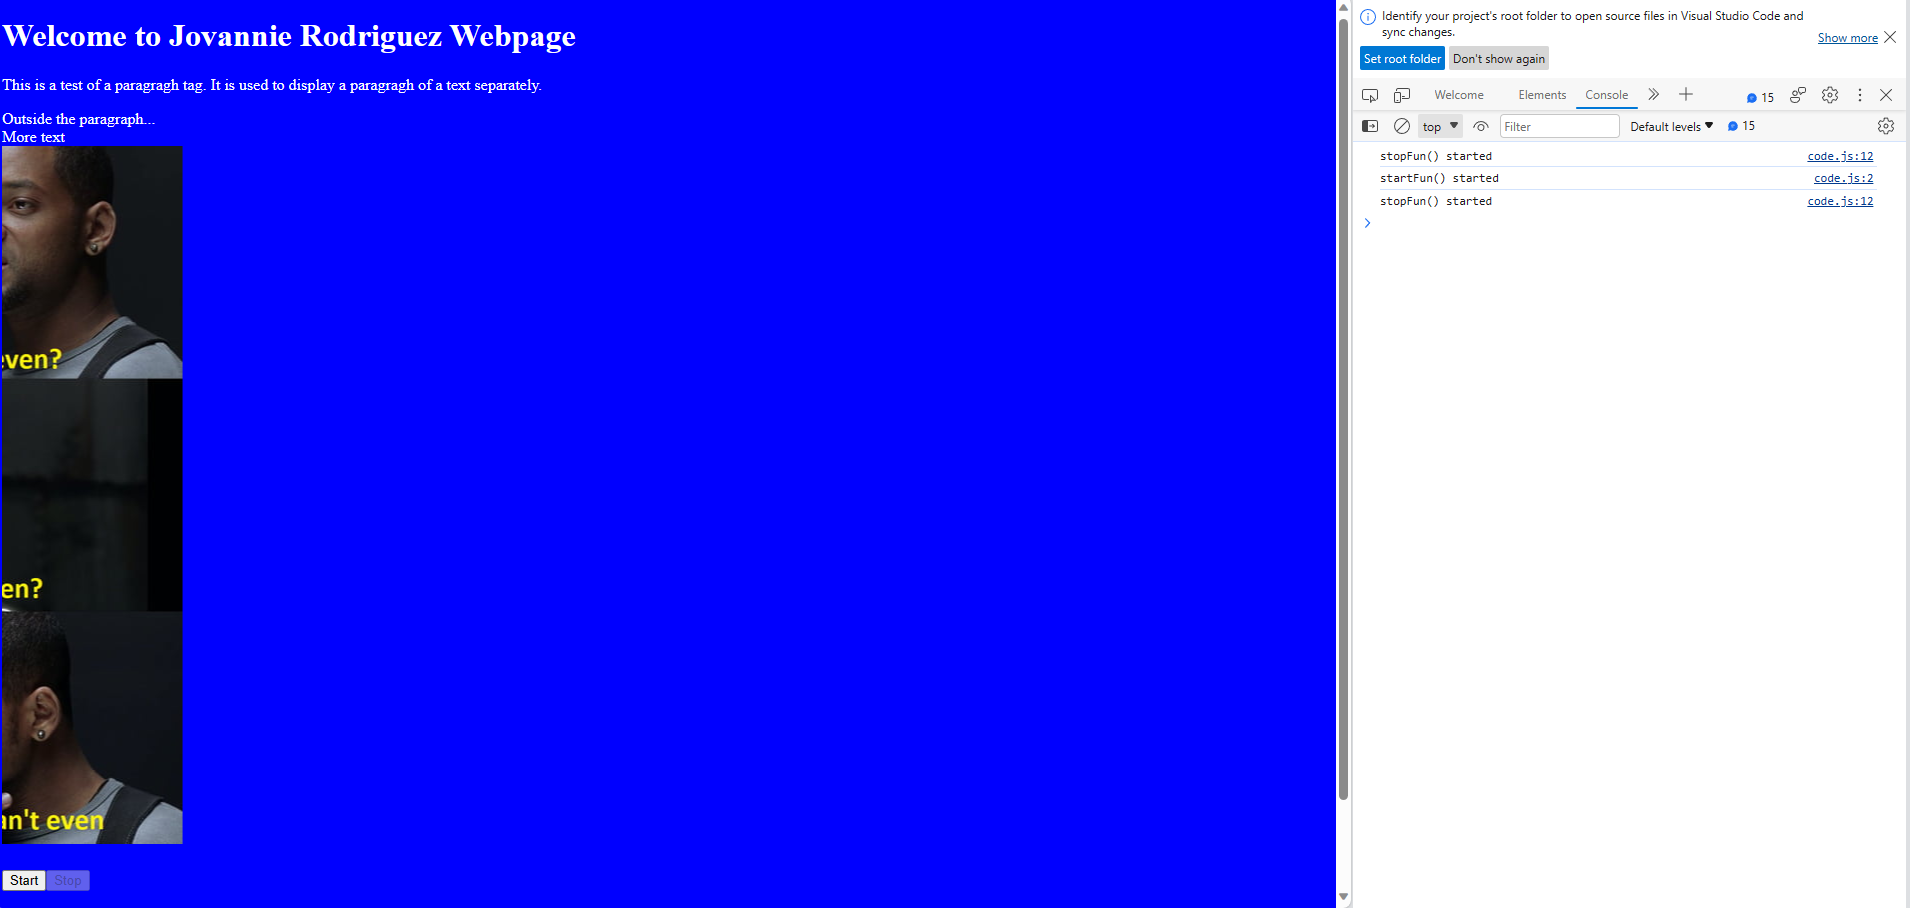 Welcome to Jovannie Rodriguez Webpage
This is a test of a paragragh tag. It is used to display a paragragh of a text separately.
Outside the paragraph...
More text
even?
en?
an't even
Start Stop
Identify your project's root folder to open source files in Visual Studio Code and
sync changes.
Show more
Set root folder Don't show again
Welcome Elements Console 15
top Filter Default levels 15
stopFun() started code.js:12
startFun() started code.js:2
stopFun() started code.js:12